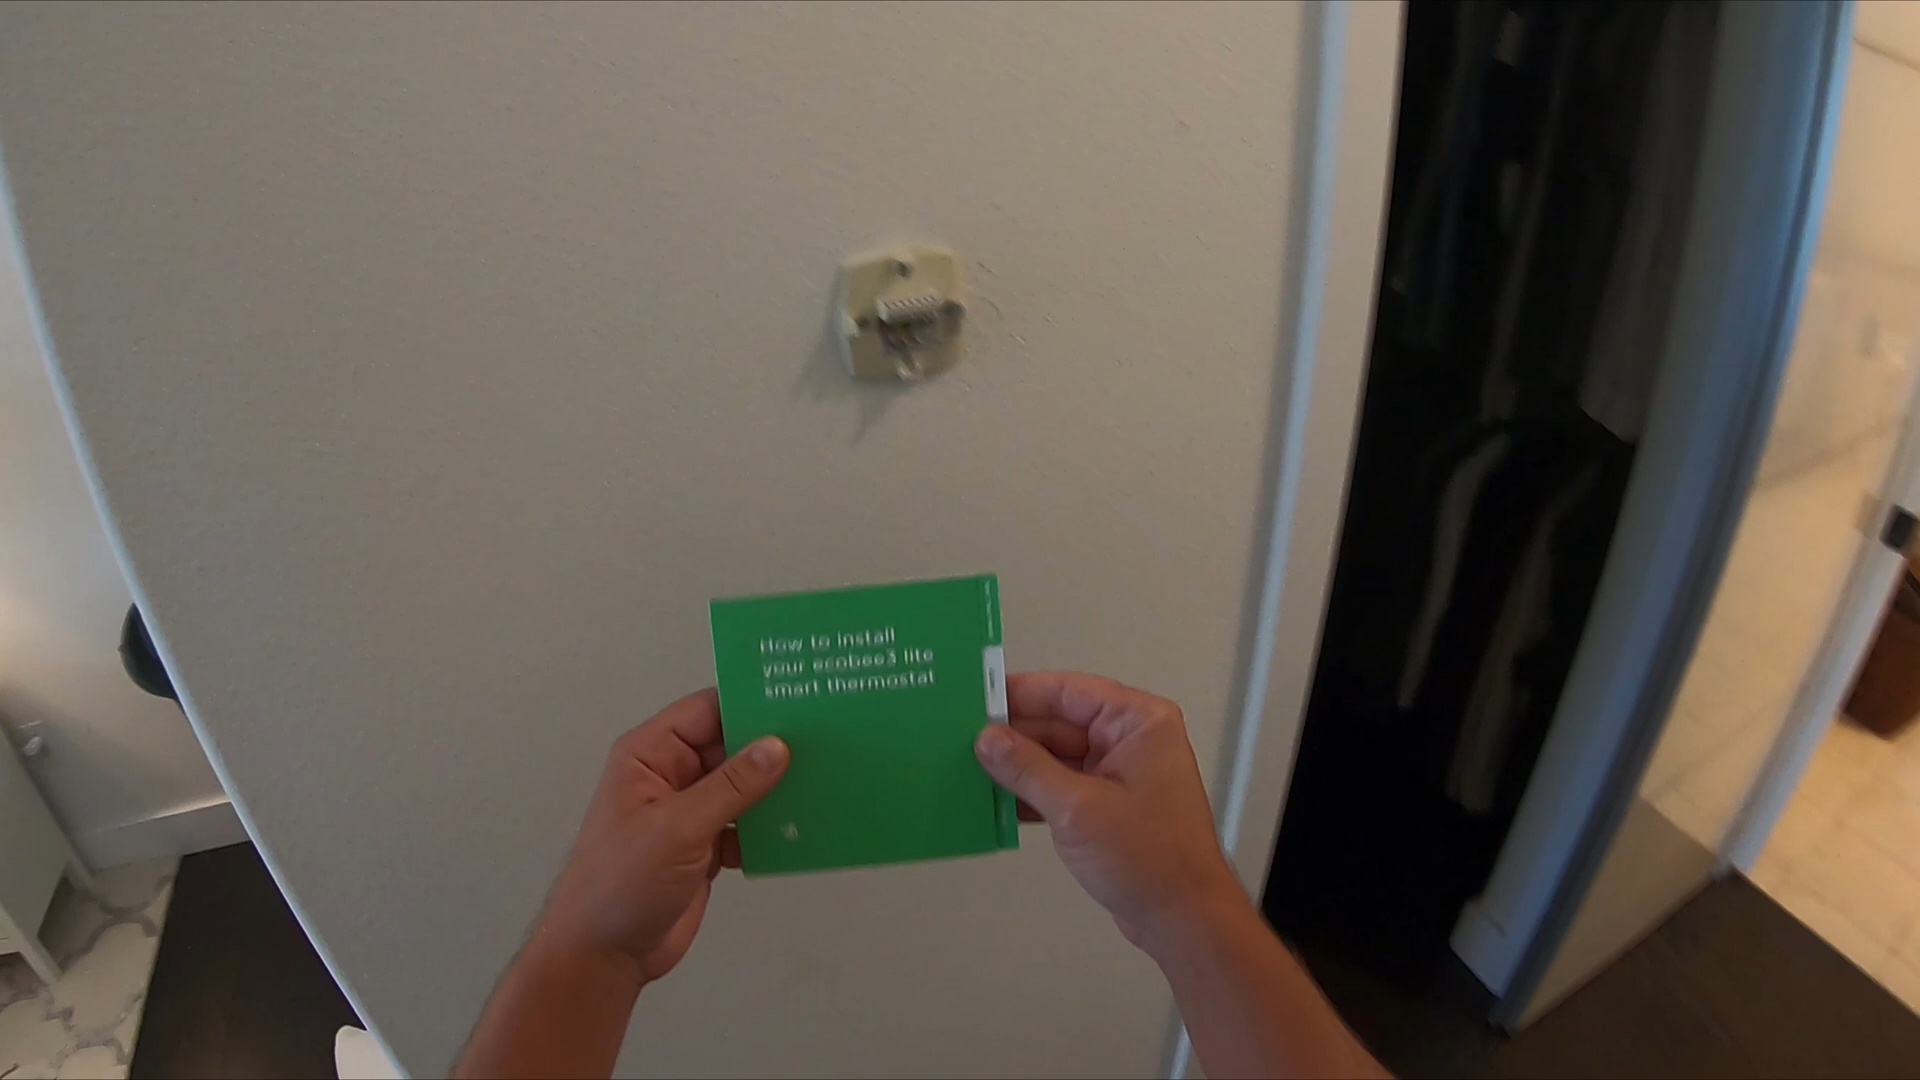 How to install
your ecobee3 lite
smart thermostat